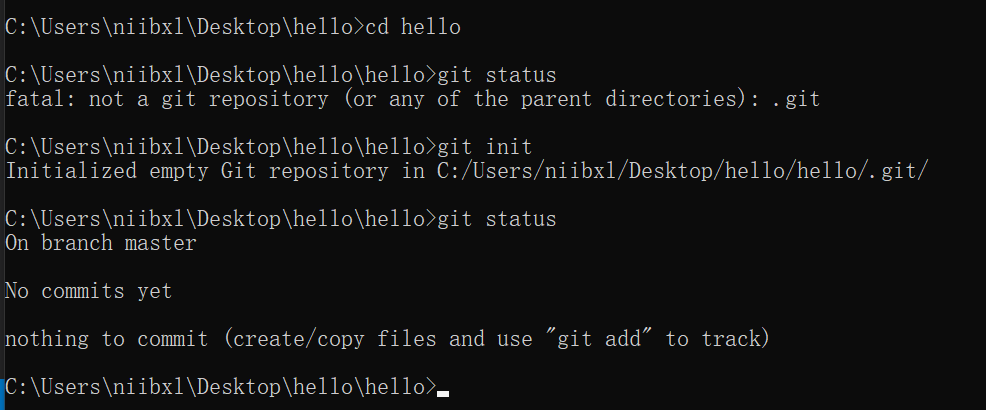 C:\Users\niibxl\Desktop\hello>cd hello
C:\Users\niibxl\Desktop\hello\hello>git status
fatal: not a git repository (or any of the parent directories): .git
C:\Users\niibxl\Desktop\hello\hello>git init
Initialized empty Git repository in C:/Users/niibxl/Desktop/hello/hello/.git/
C:\Users\niibxl\Desktop\hello\hello>git status
On branch master
No commits yet
nothing to commit (create/copy files and use "git add" to track)
C:\Users\niibxl\Desktop\hello\hello>